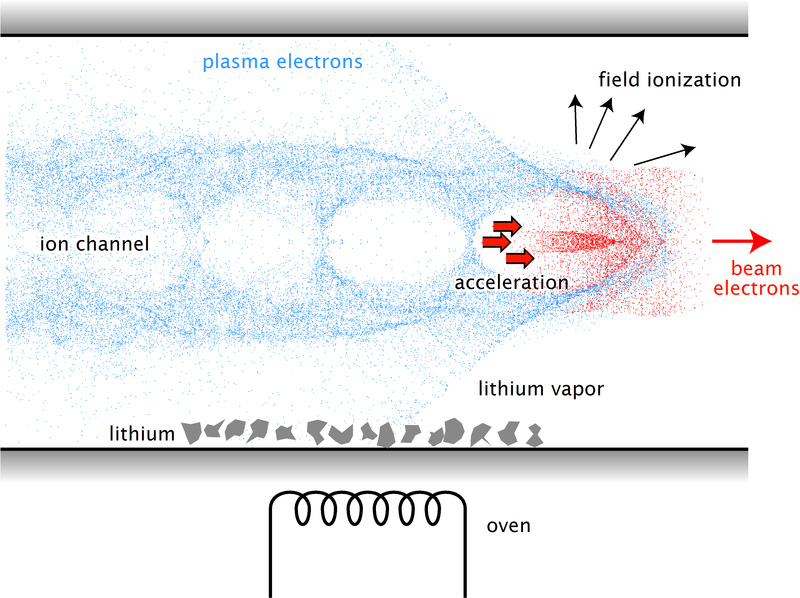 plasma electrons
field ionization
ion channel
acceleration
beam
electrons
lithium vapor
lithium
oven